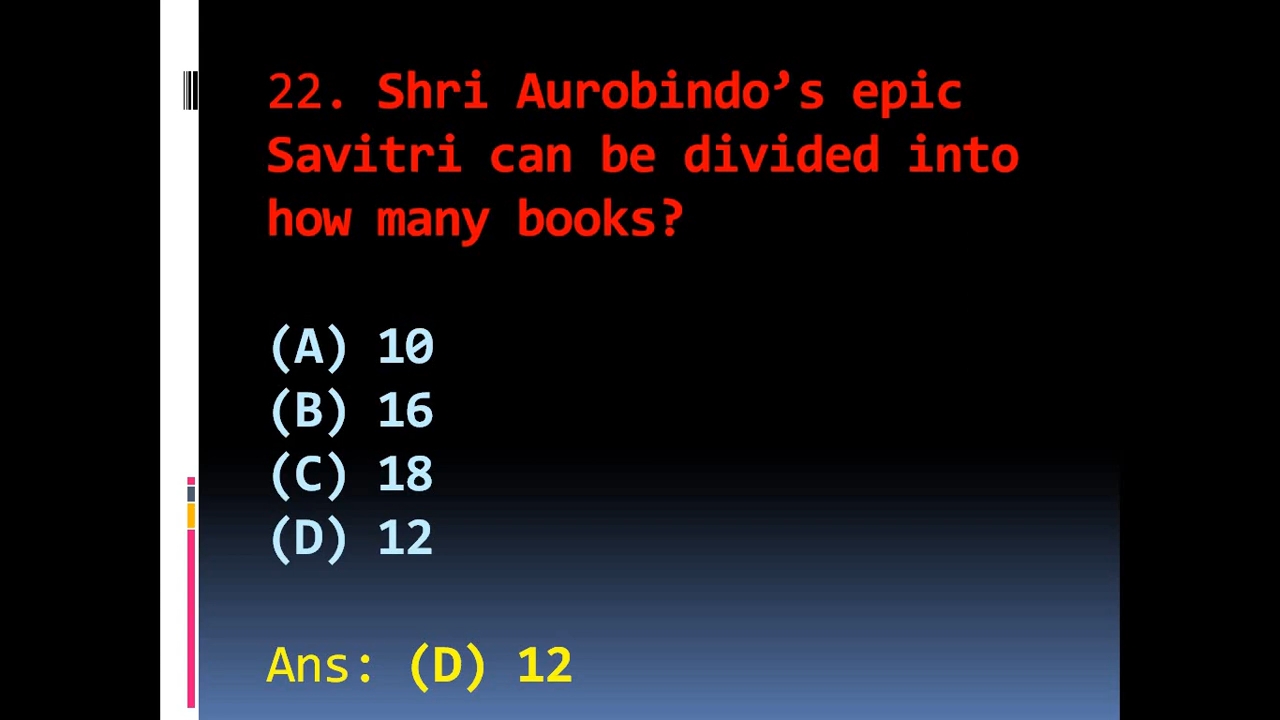 22. Shri Aurobindo’s epic
Savitri can be divided into
how many books?
(A) 10
(B) 16
(C) 18
(D) 12
Ans: (D) 12